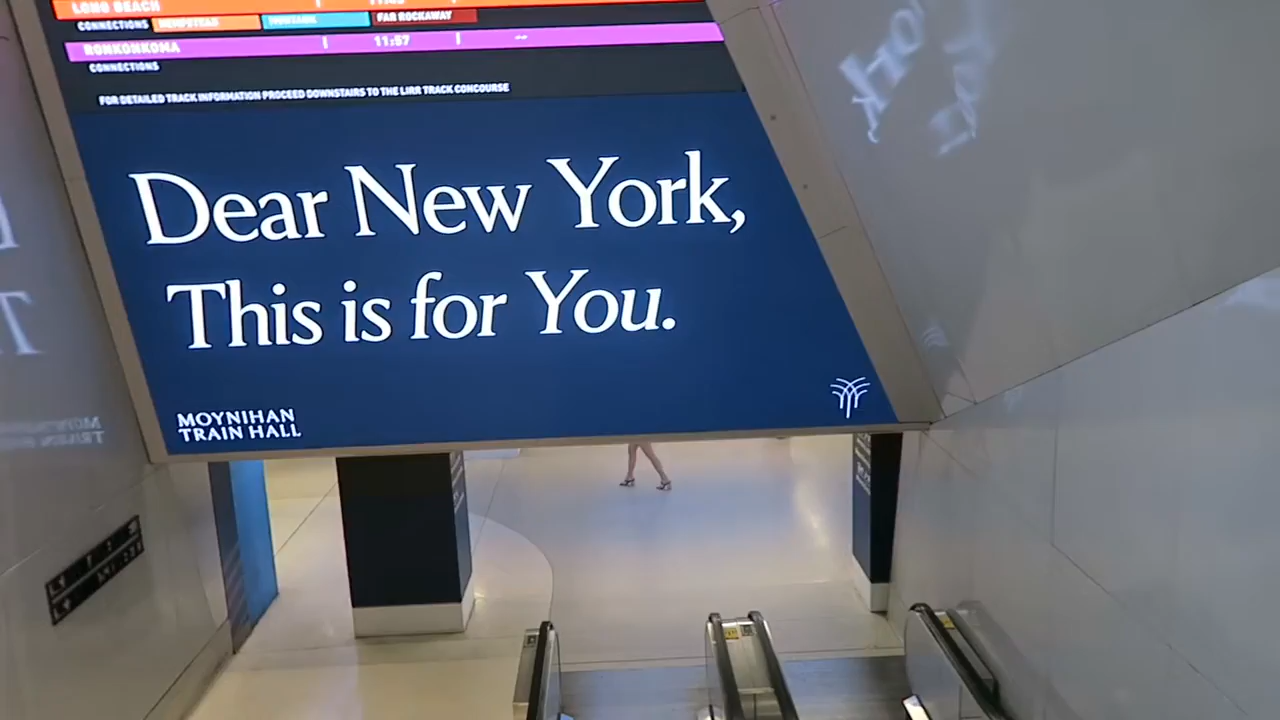 LONG BEACH
CONNECTIONS HEMPSTEAD MONTAUK FAR ROCKAWAY
RONKONKOMA 11:57 --
CONNECTIONS
FOR DETAILED TRACK INFORMATION PROCEED DOWNSTAIRS TO THE LIRR TRACK CONCOURSE
Dear New York,
This is for You.
MOYNIHAN
TRAIN HALL